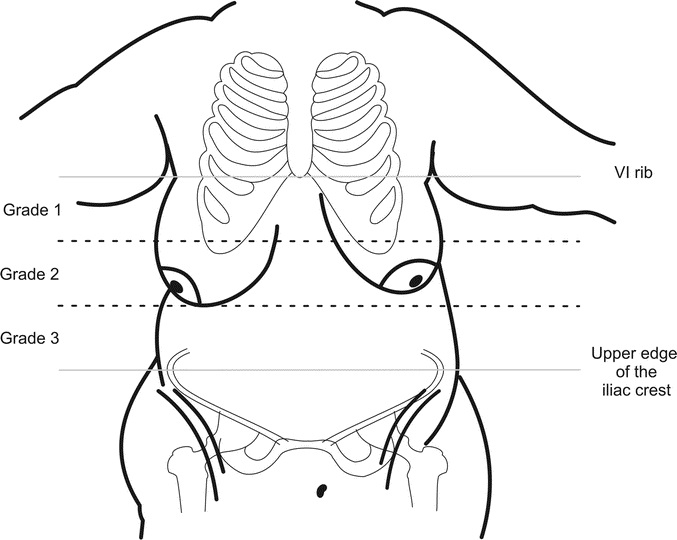 VI rib
Grade 1
Grade 2
Grade 3
Upper edge
of the
iliac crest